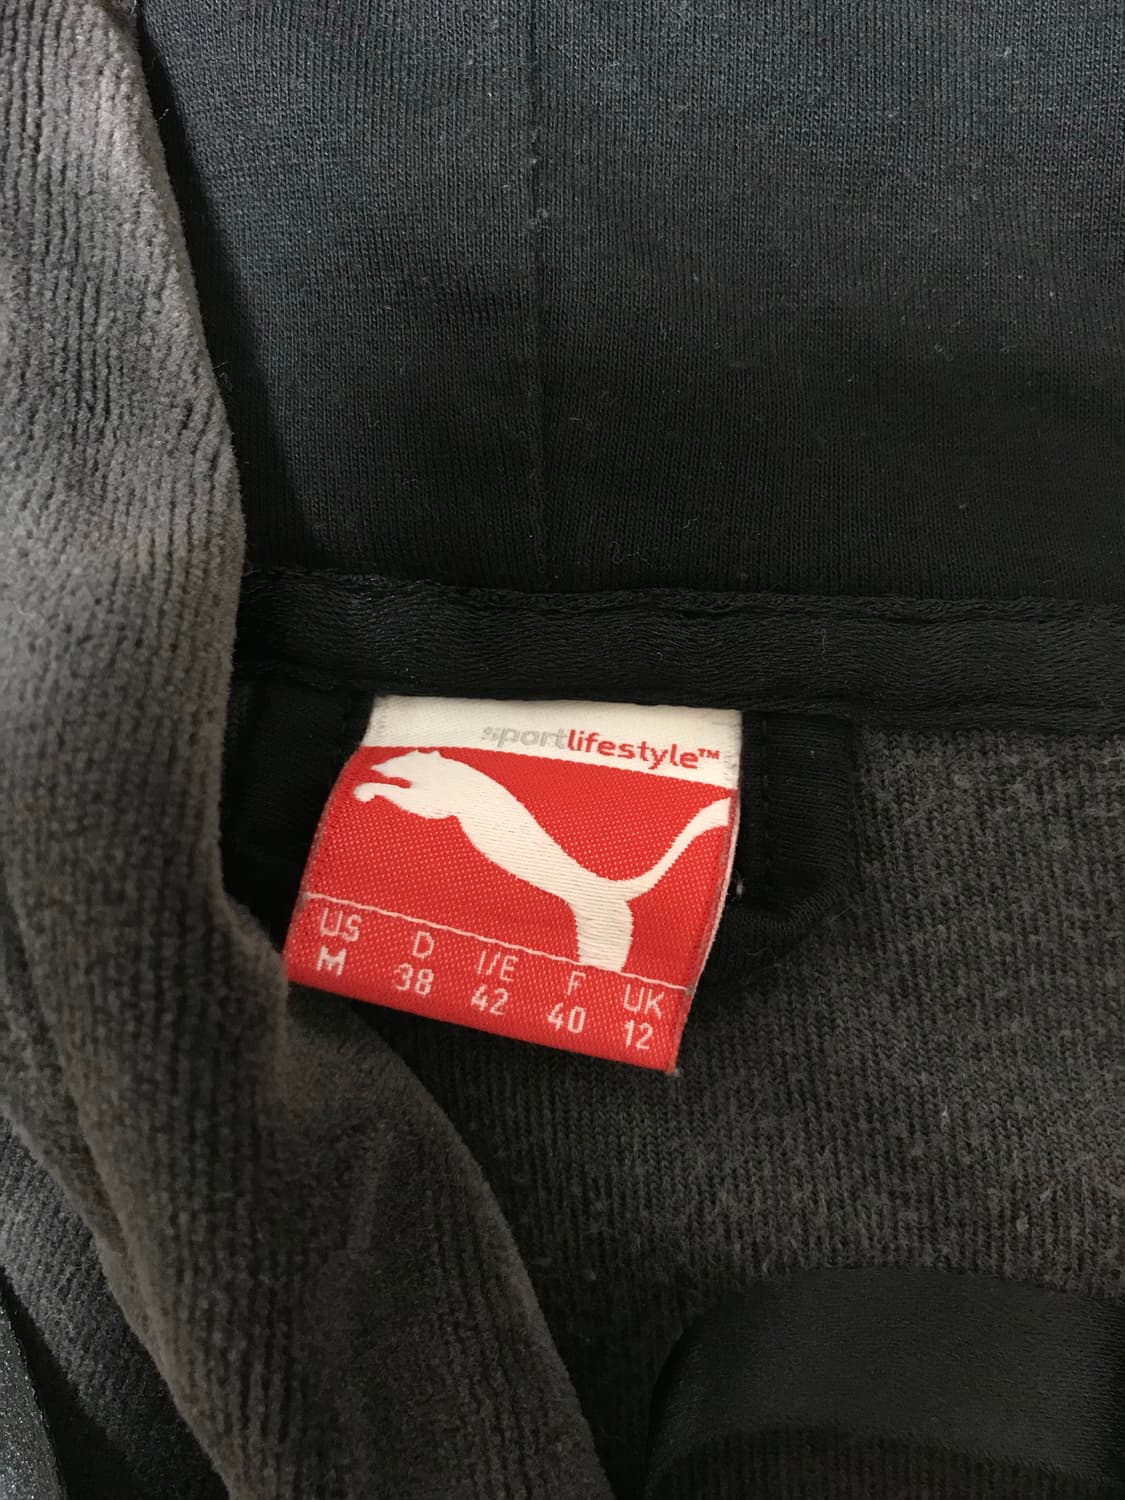 sportlifestyle™
US D I/E F UK
M 38 42 40 12